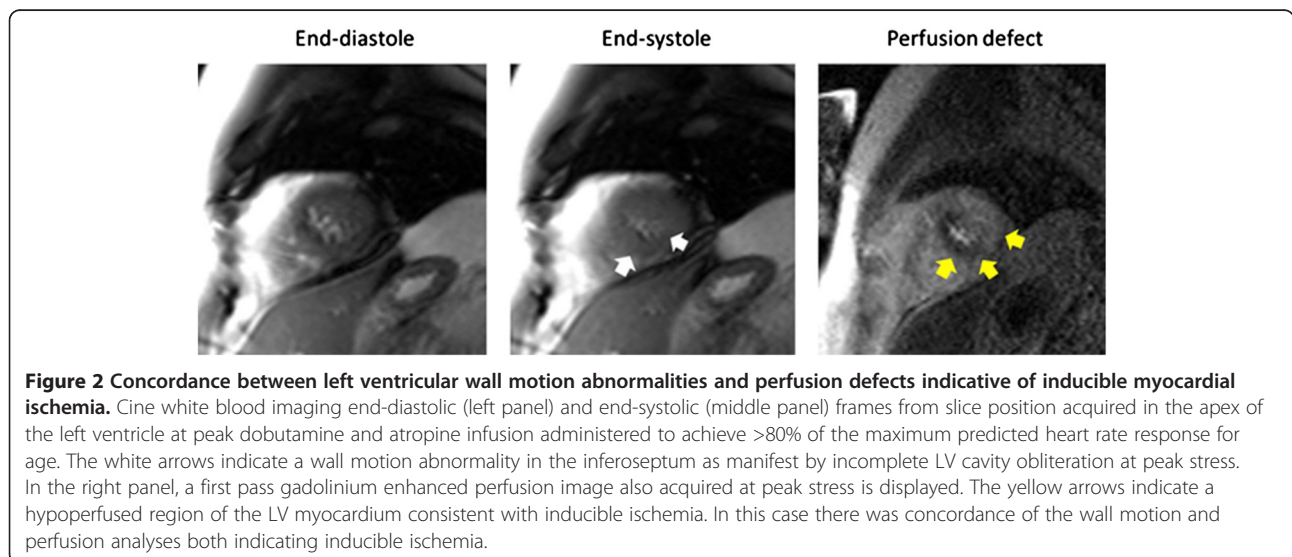 End-diastole End-systole Perfusion defect
Figure 2 Concordance between left ventricular wall motion abnormalities and perfusion defects indicative of inducible myocardial
ischemia. Cine white blood imaging end-diastolic (left panel) and end-systolic (middle panel) frames from slice position acquired in the apex of
the left ventricle at peak dobutamine and atropine infusion administered to achieve >80% of the maximum predicted heart rate response for
age. The white arrows indicate a wall motion abnormality in the inferoseptum as manifest by incomplete LV cavity obliteration at peak stress.
In the right panel, a first pass gadolinium enhanced perfusion image also acquired at peak stress is displayed. The yellow arrows indicate a
hypoperfused region of the LV myocardium consistent with inducible ischemia. In this case there was concordance of the wall motion and
perfusion analyses both indicating inducible ischemia.